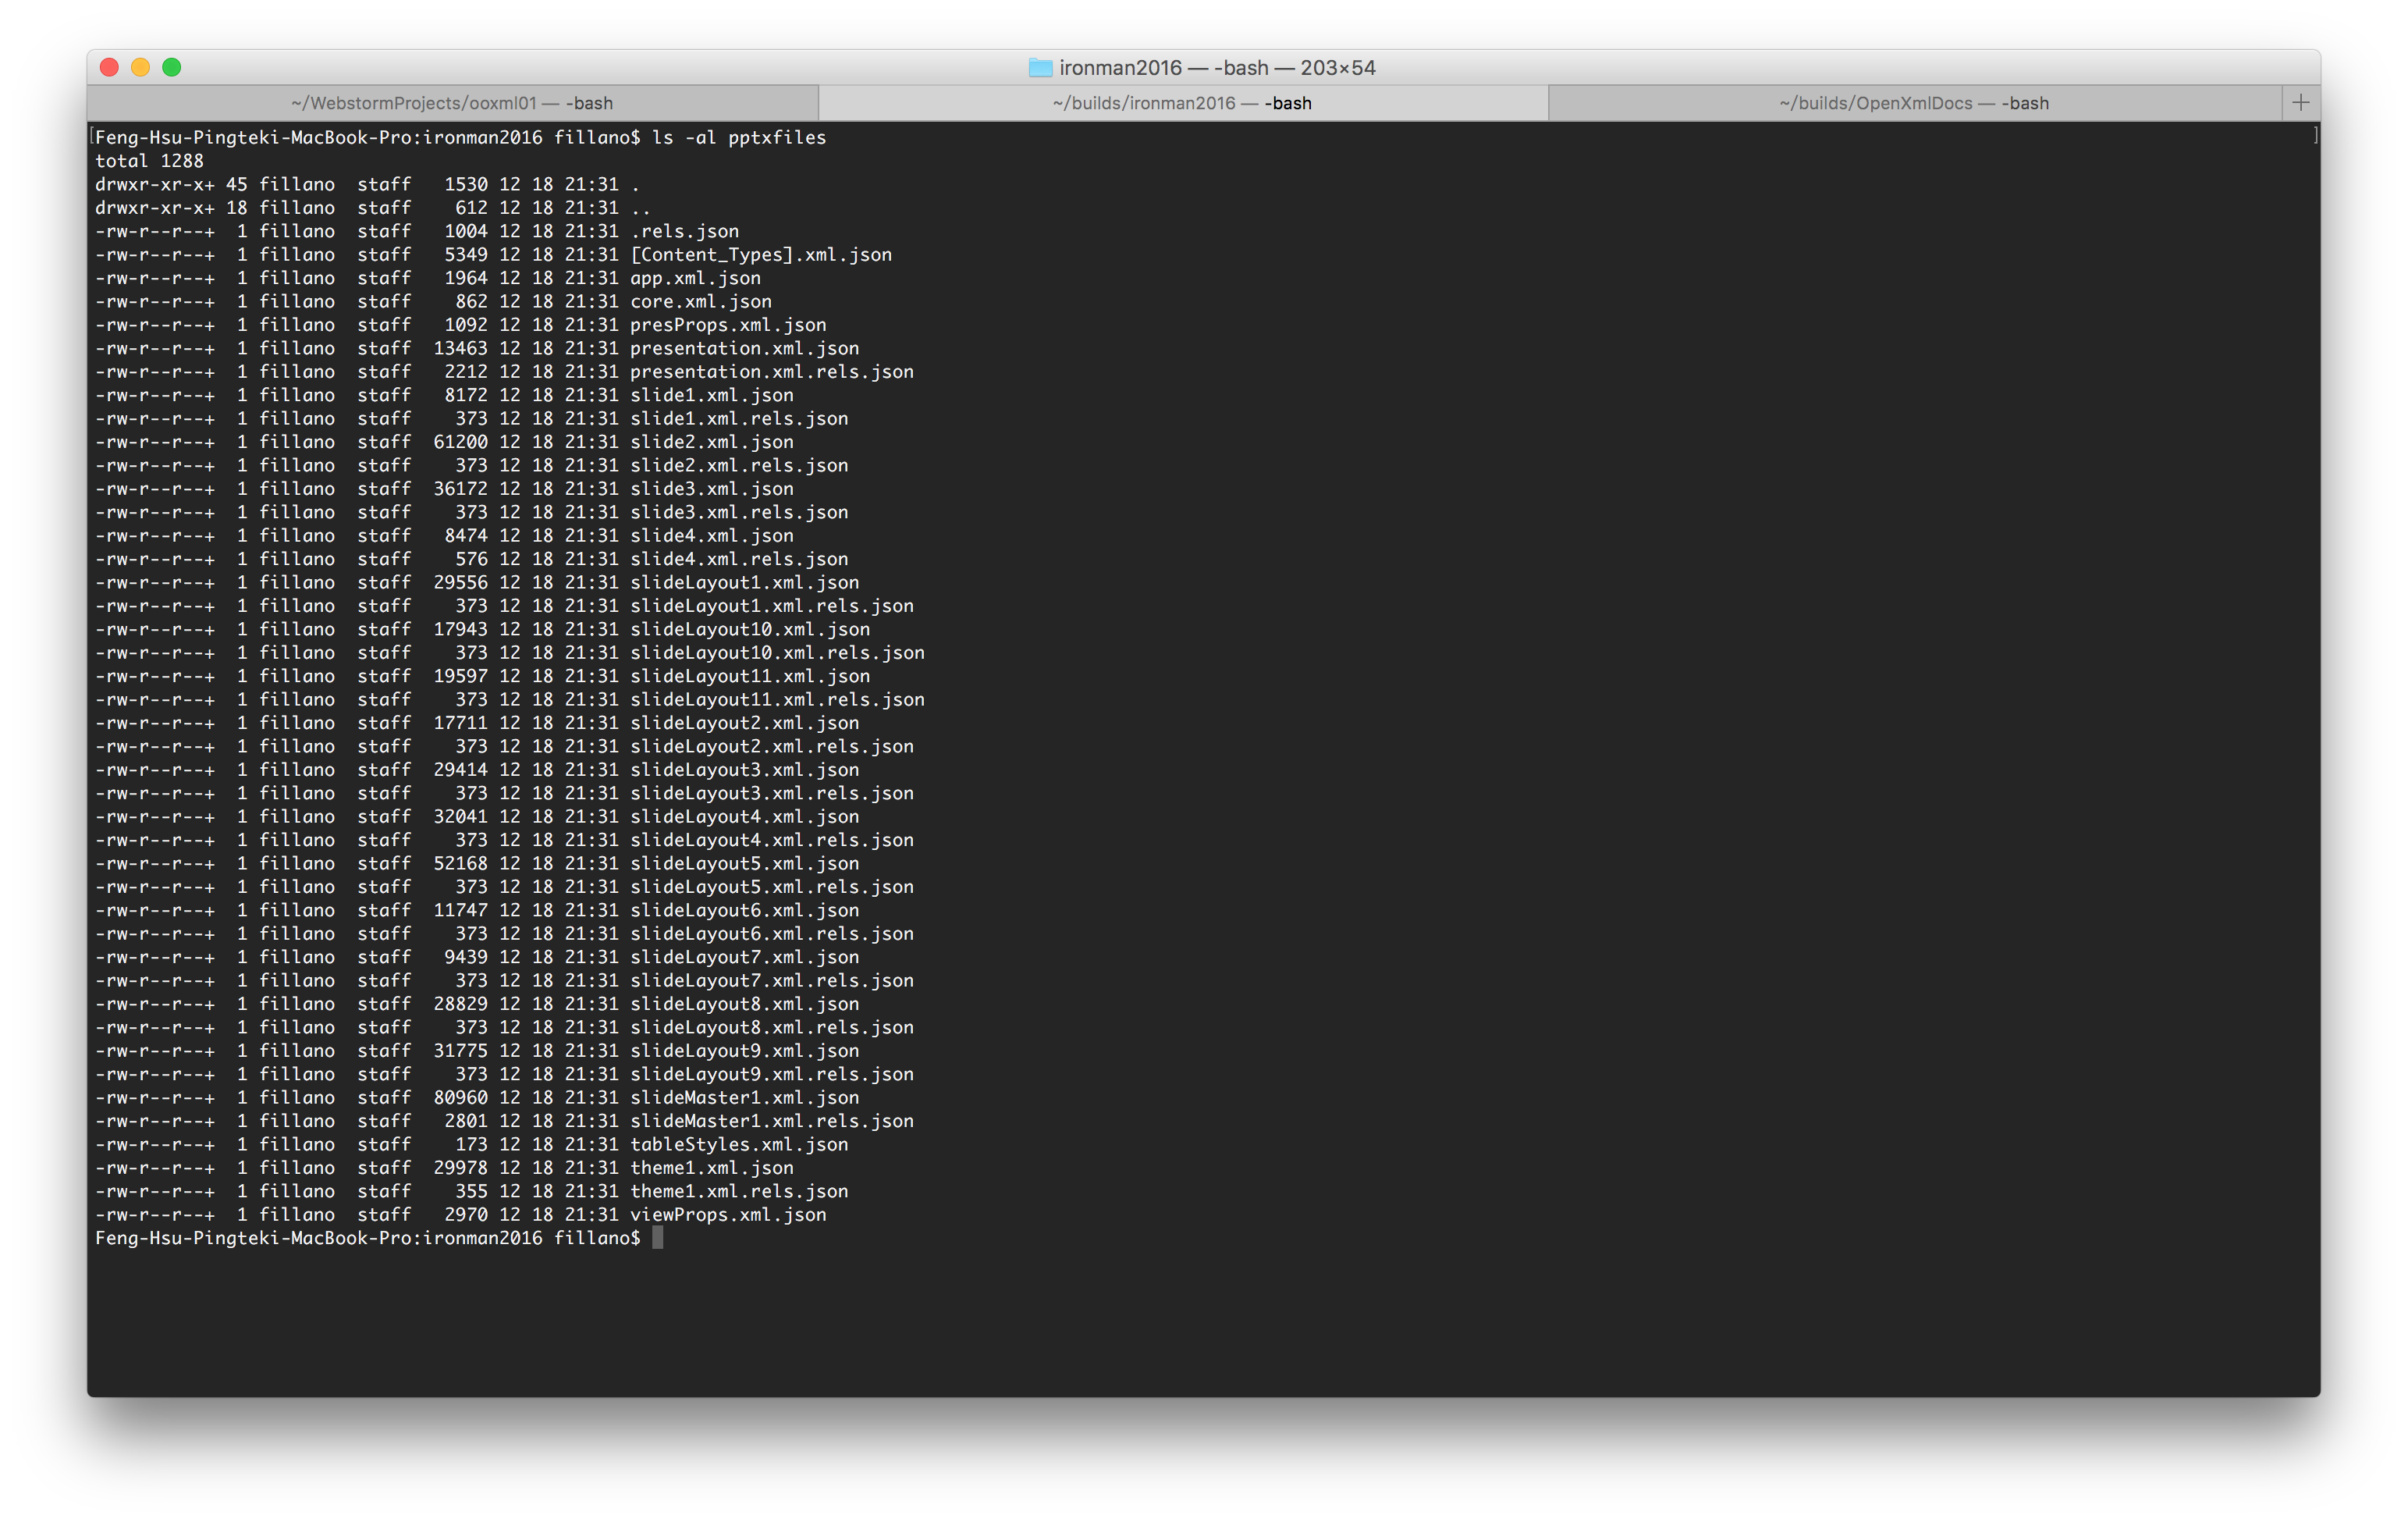 ironman2016 — -bash — 203×54
~/WebstormProjects/ooxml01 — -bash ~/builds/ironman2016 — -bash ~/builds/OpenXmlDocs — -bash +
[Feng-Hsu-Pingteki-MacBook-Pro:ironman2016 fillano$ ls -al pptxfiles ]
total 1288
drwxr-xr-x+ 45 fillano  staff   1530 12 18 21:31 .
drwxr-xr-x+ 18 fillano  staff    612 12 18 21:31 ..
-rw-r--r--+  1 fillano  staff   1004 12 18 21:31 .rels.json
-rw-r--r--+  1 fillano  staff   5349 12 18 21:31 [Content_Types].xml.json
-rw-r--r--+  1 fillano  staff   1964 12 18 21:31 app.xml.json
-rw-r--r--+  1 fillano  staff    862 12 18 21:31 core.xml.json
-rw-r--r--+  1 fillano  staff   1092 12 18 21:31 presProps.xml.json
-rw-r--r--+  1 fillano  staff  13463 12 18 21:31 presentation.xml.json
-rw-r--r--+  1 fillano  staff   2212 12 18 21:31 presentation.xml.rels.json
-rw-r--r--+  1 fillano  staff   8172 12 18 21:31 slide1.xml.json
-rw-r--r--+  1 fillano  staff    373 12 18 21:31 slide1.xml.rels.json
-rw-r--r--+  1 fillano  staff  61200 12 18 21:31 slide2.xml.json
-rw-r--r--+  1 fillano  staff    373 12 18 21:31 slide2.xml.rels.json
-rw-r--r--+  1 fillano  staff  36172 12 18 21:31 slide3.xml.json
-rw-r--r--+  1 fillano  staff    373 12 18 21:31 slide3.xml.rels.json
-rw-r--r--+  1 fillano  staff   8474 12 18 21:31 slide4.xml.json
-rw-r--r--+  1 fillano  staff    576 12 18 21:31 slide4.xml.rels.json
-rw-r--r--+  1 fillano  staff  29556 12 18 21:31 slideLayout1.xml.json
-rw-r--r--+  1 fillano  staff    373 12 18 21:31 slideLayout1.xml.rels.json
-rw-r--r--+  1 fillano  staff  17943 12 18 21:31 slideLayout10.xml.json
-rw-r--r--+  1 fillano  staff    373 12 18 21:31 slideLayout10.xml.rels.json
-rw-r--r--+  1 fillano  staff  19597 12 18 21:31 slideLayout11.xml.json
-rw-r--r--+  1 fillano  staff    373 12 18 21:31 slideLayout11.xml.rels.json
-rw-r--r--+  1 fillano  staff  17711 12 18 21:31 slideLayout2.xml.json
-rw-r--r--+  1 fillano  staff    373 12 18 21:31 slideLayout2.xml.rels.json
-rw-r--r--+  1 fillano  staff  29414 12 18 21:31 slideLayout3.xml.json
-rw-r--r--+  1 fillano  staff    373 12 18 21:31 slideLayout3.xml.rels.json
-rw-r--r--+  1 fillano  staff  32041 12 18 21:31 slideLayout4.xml.json
-rw-r--r--+  1 fillano  staff    373 12 18 21:31 slideLayout4.xml.rels.json
-rw-r--r--+  1 fillano  staff  52168 12 18 21:31 slideLayout5.xml.json
-rw-r--r--+  1 fillano  staff    373 12 18 21:31 slideLayout5.xml.rels.json
-rw-r--r--+  1 fillano  staff  11747 12 18 21:31 slideLayout6.xml.json
-rw-r--r--+  1 fillano  staff    373 12 18 21:31 slideLayout6.xml.rels.json
-rw-r--r--+  1 fillano  staff   9439 12 18 21:31 slideLayout7.xml.json
-rw-r--r--+  1 fillano  staff    373 12 18 21:31 slideLayout7.xml.rels.json
-rw-r--r--+  1 fillano  staff  28829 12 18 21:31 slideLayout8.xml.json
-rw-r--r--+  1 fillano  staff    373 12 18 21:31 slideLayout8.xml.rels.json
-rw-r--r--+  1 fillano  staff  31775 12 18 21:31 slideLayout9.xml.json
-rw-r--r--+  1 fillano  staff    373 12 18 21:31 slideLayout9.xml.rels.json
-rw-r--r--+  1 fillano  staff  80960 12 18 21:31 slideMaster1.xml.json
-rw-r--r--+  1 fillano  staff   2801 12 18 21:31 slideMaster1.xml.rels.json
-rw-r--r--+  1 fillano  staff    173 12 18 21:31 tableStyles.xml.json
-rw-r--r--+  1 fillano  staff  29978 12 18 21:31 theme1.xml.json
-rw-r--r--+  1 fillano  staff    355 12 18 21:31 theme1.xml.rels.json
-rw-r--r--+  1 fillano  staff   2970 12 18 21:31 viewProps.xml.json
Feng-Hsu-Pingteki-MacBook-Pro:ironman2016 fillano$